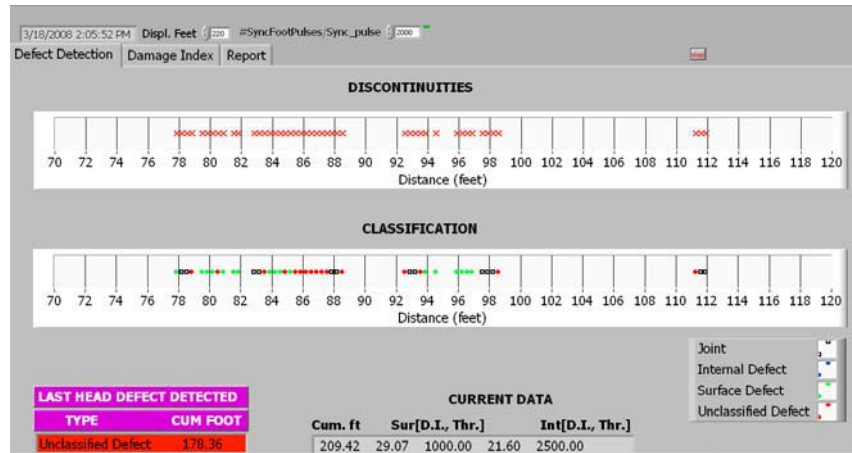 3/18/2008 2:05:52 PM Displ. Feet 220 #SyncFootPulses/Sync_pulse 2000
Defect Detection Damage Index Report
DISCONTINUITIES
70 72 74 76 78 80 82 84 86 88 90 92 94 96 98 100 102 104 106 108 110 112 114 116 118 120
Distance (feet)
CLASSIFICATION
70 72 74 76 78 80 82 84 86 88 90 92 94 96 98 100 102 104 106 108 110 112 114 116 118 120
Distance (feet)
Joint
Internal Defect
Surface Defect
Unclassified Defect
LAST HEAD DEFECT DETECTED
TYPE CUM FOOT
Unclassified Defect 178.36
CURRENT DATA
Cum. ft Sur[D.I., Thr.] Int[D.I., Thr.]
209.42 29.07 1000.00 21.60 2500.00